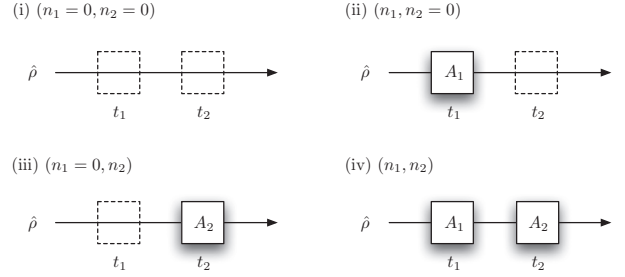 (i) (n₁ = 0, n₂ = 0)
ρ̂
t₁ t₂
(ii) (n₁, n₂ = 0)
ρ̂ A₁
t₁ t₂
(iii) (n₁ = 0, n₂)
ρ̂ A₂
t₁ t₂
(iv) (n₁, n₂)
ρ̂ A₁ A₂
t₁ t₂